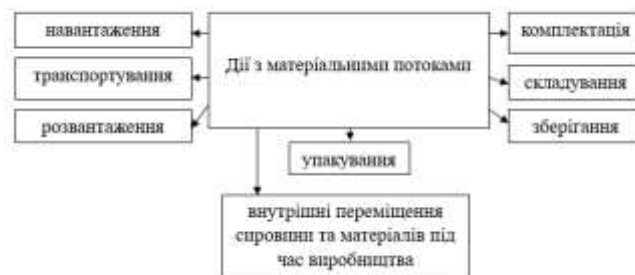 навантаження
транспортування
розвантаження
Дії з матеріальними потоками
комплектація
складування
зберігання
упакування
внутрішні переміщення
сировини та матеріалів під
час виробництва